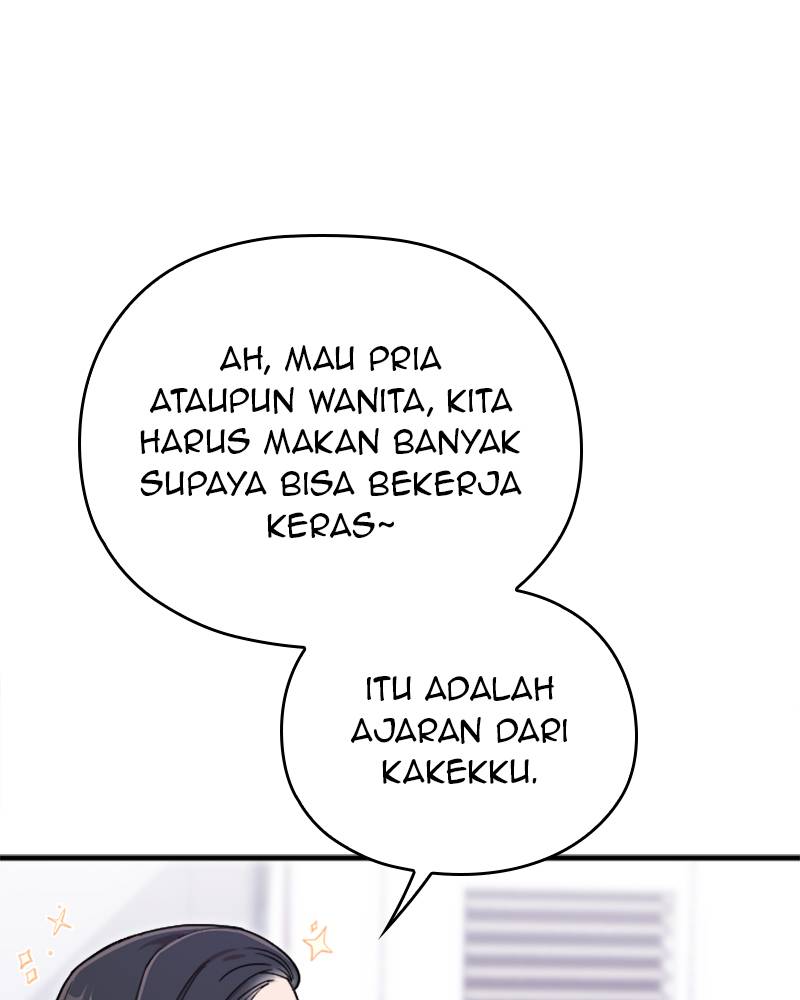 AH, MAU PRIA
ATAUPUN WANITA, KITA
HARUS MAKAN BANYAK
SUPAYA BISA BEKERJA
KERAS~
ITU ADALAH
AJARAN DARI
KAKEKKU.